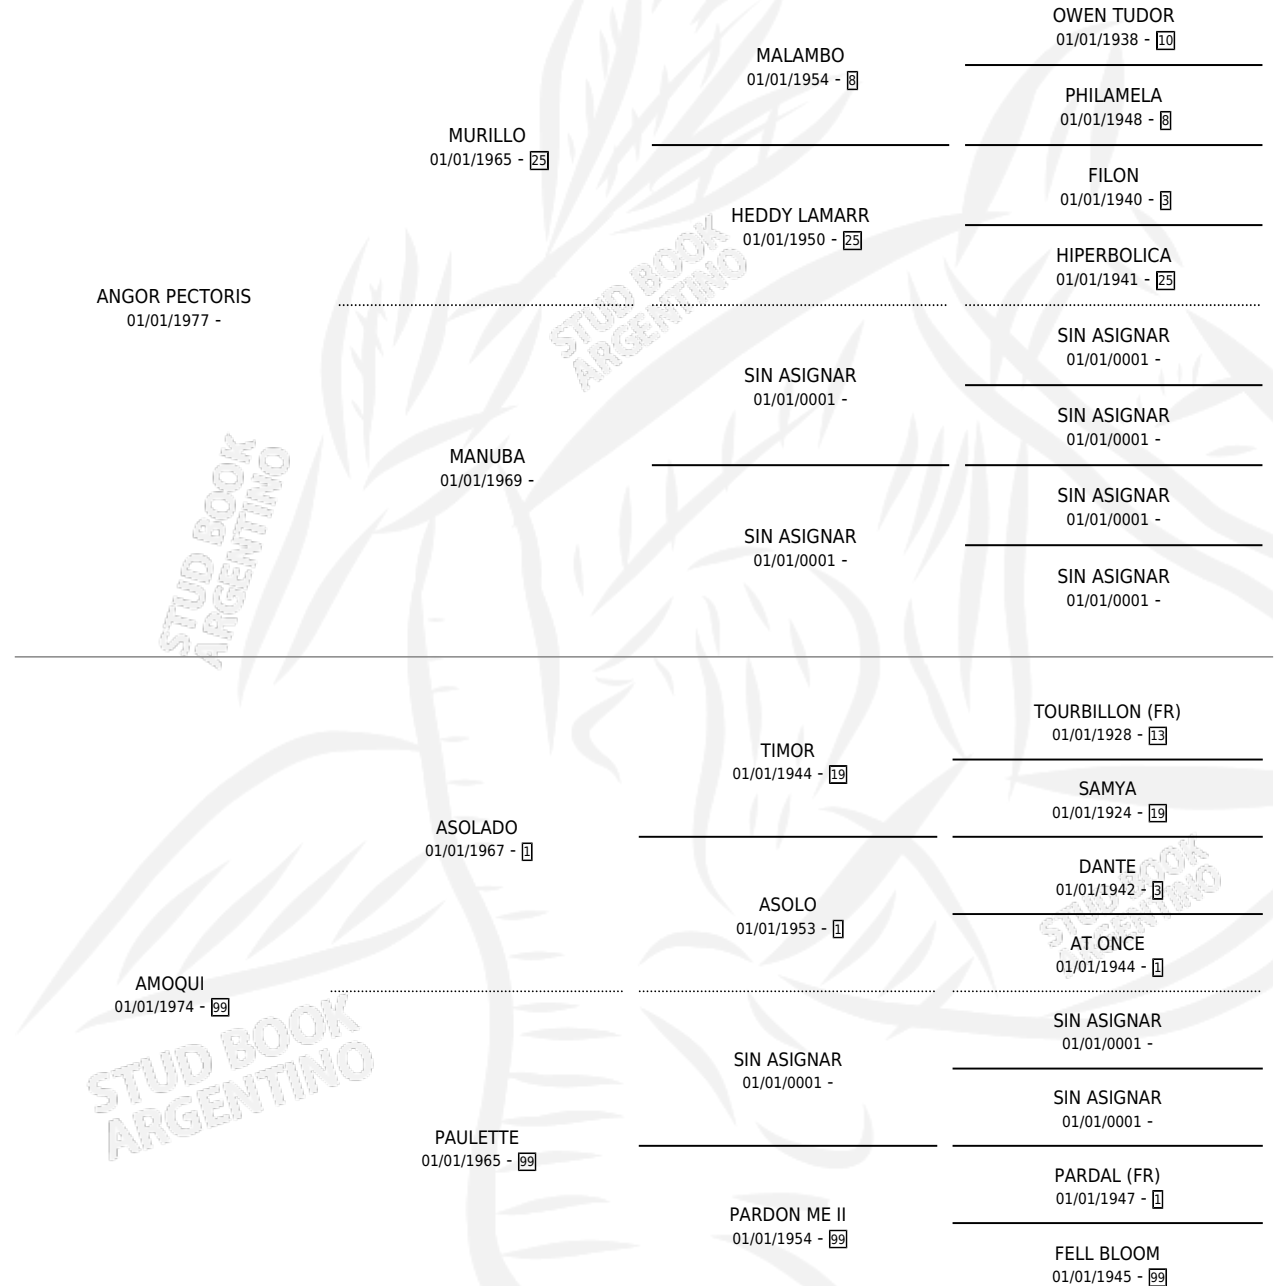 OWEN TUDOR
01/01/1938 - 10
MALAMBO
01/01/1954 - 8
PHILAMELA
01/01/1948 - 8
MURILLO
01/01/1965 - 25
FILON
01/01/1940 - 3
HEDDY LAMARR
01/01/1950 - 25
HIPERBOLICA
01/01/1941 - 25
ANGOR PECTORIS
01/01/1977 -
SIN ASIGNAR
01/01/0001 -
SIN ASIGNAR
01/01/0001 -
SIN ASIGNAR
01/01/0001 -
MANUBA
01/01/1969 -
SIN ASIGNAR
01/01/0001 -
SIN ASIGNAR
01/01/0001 -
SIN ASIGNAR
01/01/0001 -
STUD BOOK
ARGENTINO
STUD BOOK
ARGENTINO
TOURBILLON (FR)
01/01/1928 - 13
TIMOR
01/01/1944 - 19
SAMYA
01/01/1924 - 19
ASOLADO
01/01/1967 - 1
DANTE
01/01/1942 - 3
ASOLO
01/01/1953 - 1
AT ONCE
01/01/1944 - 1
AMOQUI
01/01/1974 - 99
SIN ASIGNAR
01/01/0001 -
SIN ASIGNAR
01/01/0001 -
SIN ASIGNAR
01/01/0001 -
PAULETTE
01/01/1965 - 99
PARDAL (FR)
01/01/1947 - 1
PARDON ME II
01/01/1954 - 99
FELL BLOOM
01/01/1945 - 99
STUD BOOK
ARGENTINO
STUD BOOK
ARGENTINO